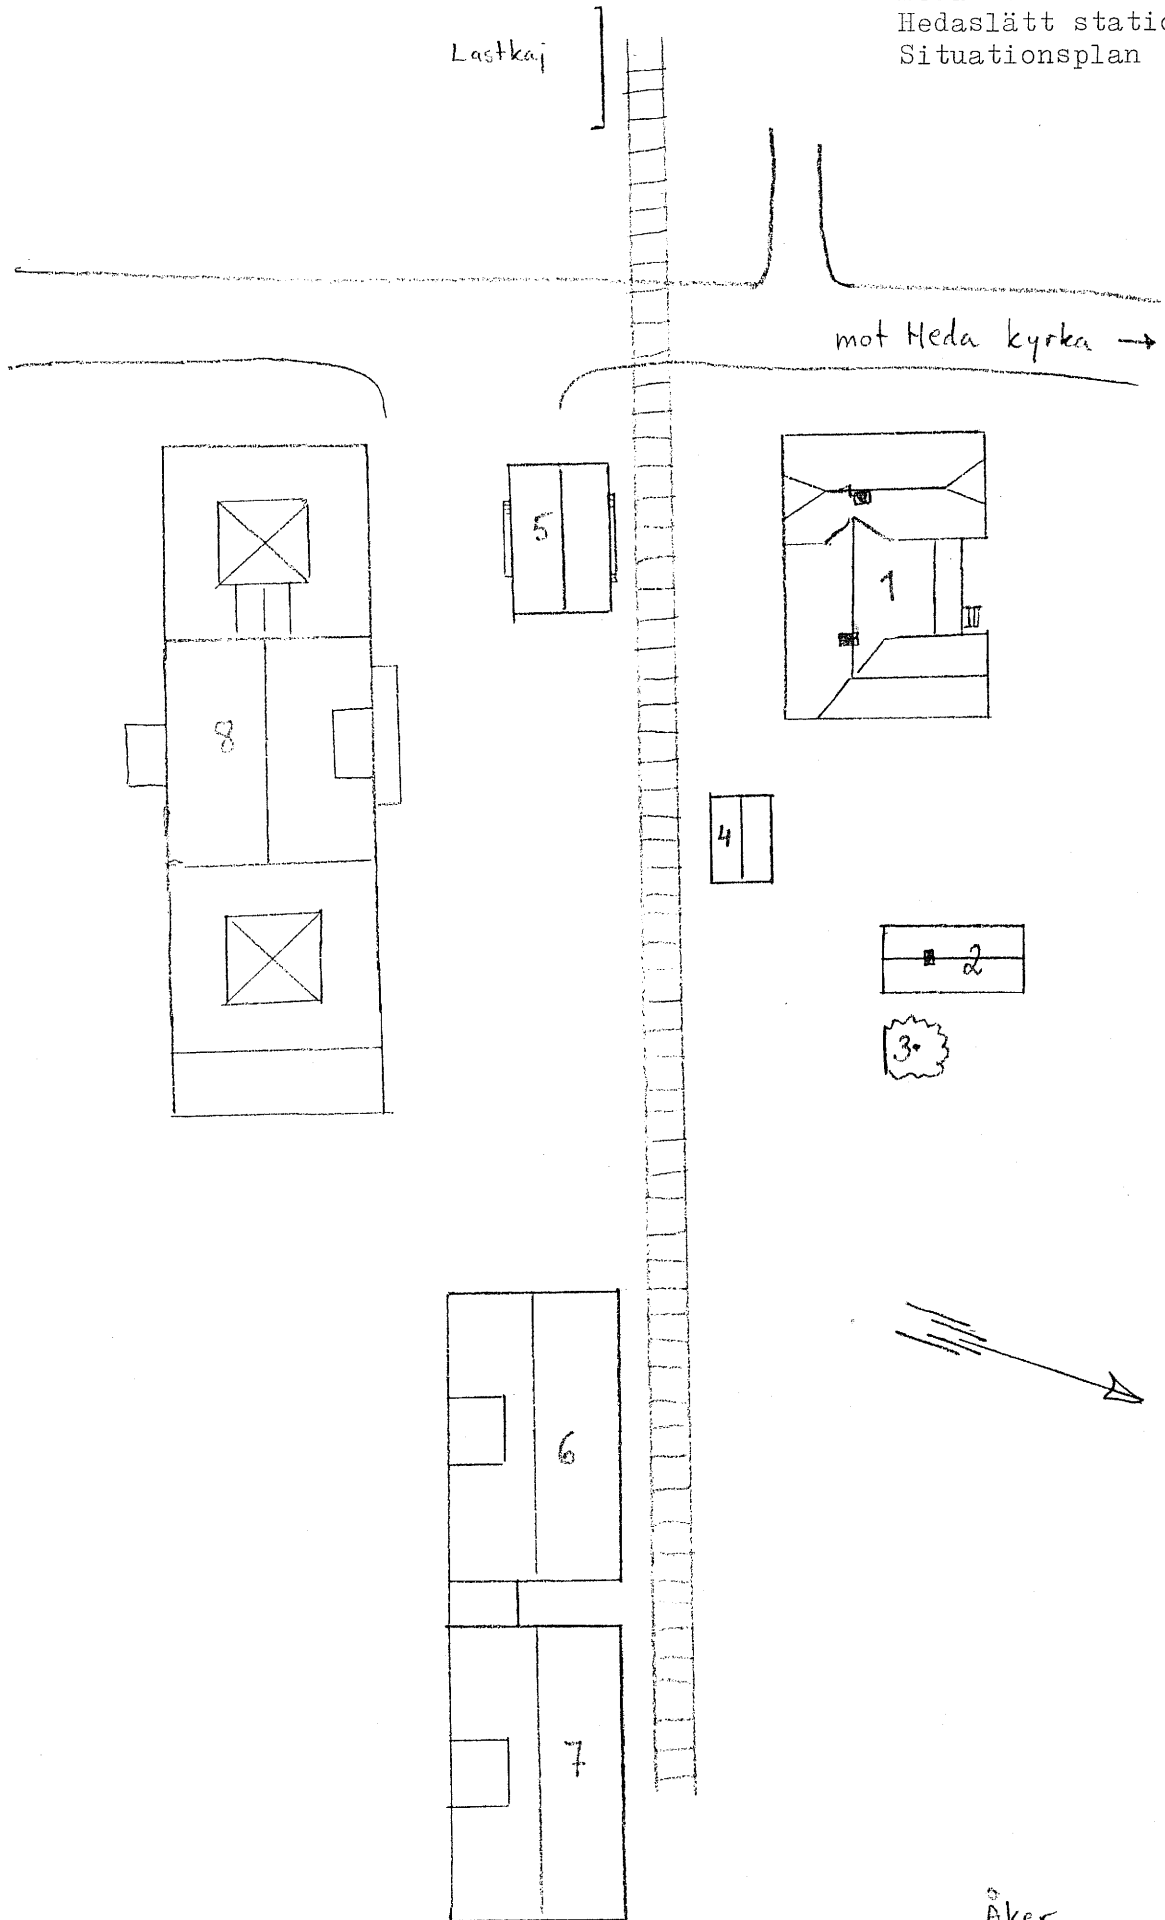 Hedaslätt statio
Situationsplan
Lastkaj
mot Heda kyrka →
5
1
8
4
2
3
6
7
Åker